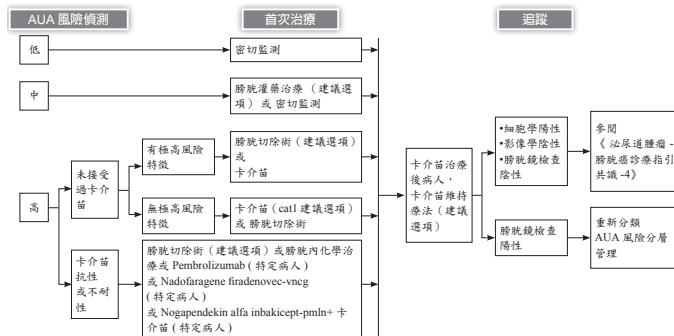 AUA 風險偵測
首次治療
追蹤
低
密切監測
中
膀胱灌藥治療 （建議選
項） 或 密切監測
高
未接受
過卡介
苗
有極高風險
特徵
膀胱切除術（建議選項）
或
卡介苗
無極高風險
特徵
卡介苗（cat1 建議選項）
或 膀胱切除術
卡介苗
抗性
或不耐
性
膀胱切除術（建議選項）或膀胱內化學治
療或 Pembrolizumab ( 特定病人 )
或 Nadofaragene firadenovec-vncg
( 特定病人 )
或 Nogapendekin alfa inbakicept-pmln+ 卡
介苗 ( 特定病人 )
卡介苗治療
後病人，
卡介苗維持
療法（建議
選項）
•細胞學陽性
•影像學陰性
•膀胱鏡檢查
陰性
參閱
《 泌尿道腫瘤 -
膀胱癌診療指引
共識 -4》
膀胱鏡檢查
陽性
重新分類
AUA 風險分層
管理